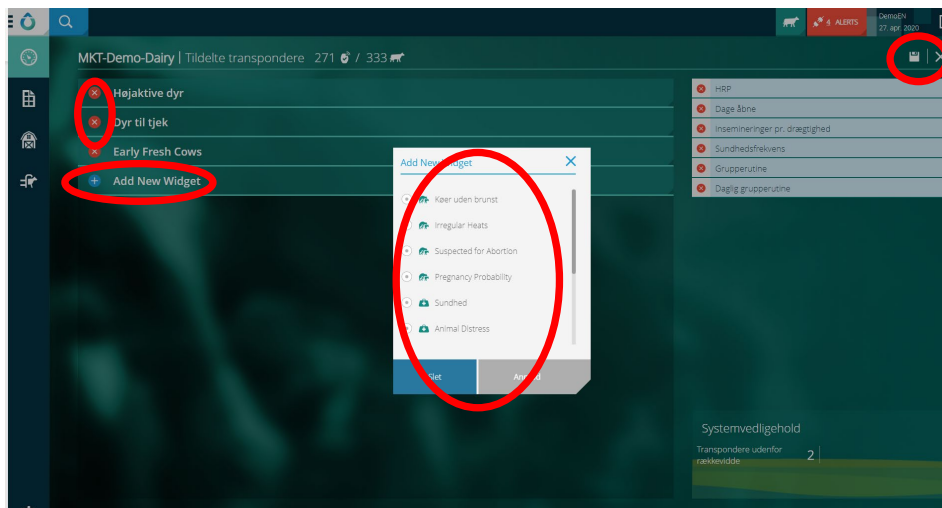 4 ALERTS
DemoEN
27. apr. 2020
MKT-Demo-Dairy | Tildelte transpondere 271 / 333
Højaktive dyr
Dyr til tjek
Early Fresh Cows
Add New Widget
Add New Widget
Køer uden brunst
Irregular Heats
Suspected for Abortion
Pregnancy Probability
Sundhed
Animal Distress
Slet
HRP
Dage åbne
Insemineringer pr. drægtighed
Sundhedsfrekvens
Grupperutine
Daglig grupperutine
Systemvedligehold
Transpondere udenfor
rækkevidde
2